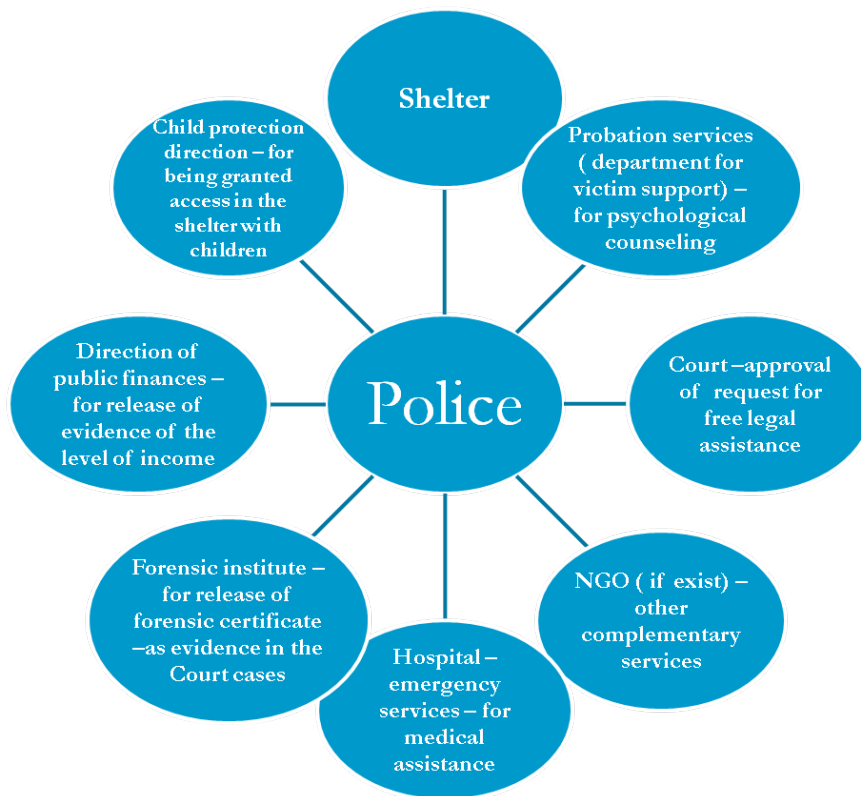 Shelter
Child protection
direction – for
being granted
access in the
shelter with
children
Probation services
( department for
victim support) –
for psychological
counseling
Direction of
public finances –
for release of
evidence of the
level of income
Police
Court –approval
of request for
free legal
assistance
Forensic institute –
for release of
forensic certificate
–as evidence in the
Court cases
NGO ( if exist) –
other
complementary
services
Hospital –
emergency
services – for
medical
assistance